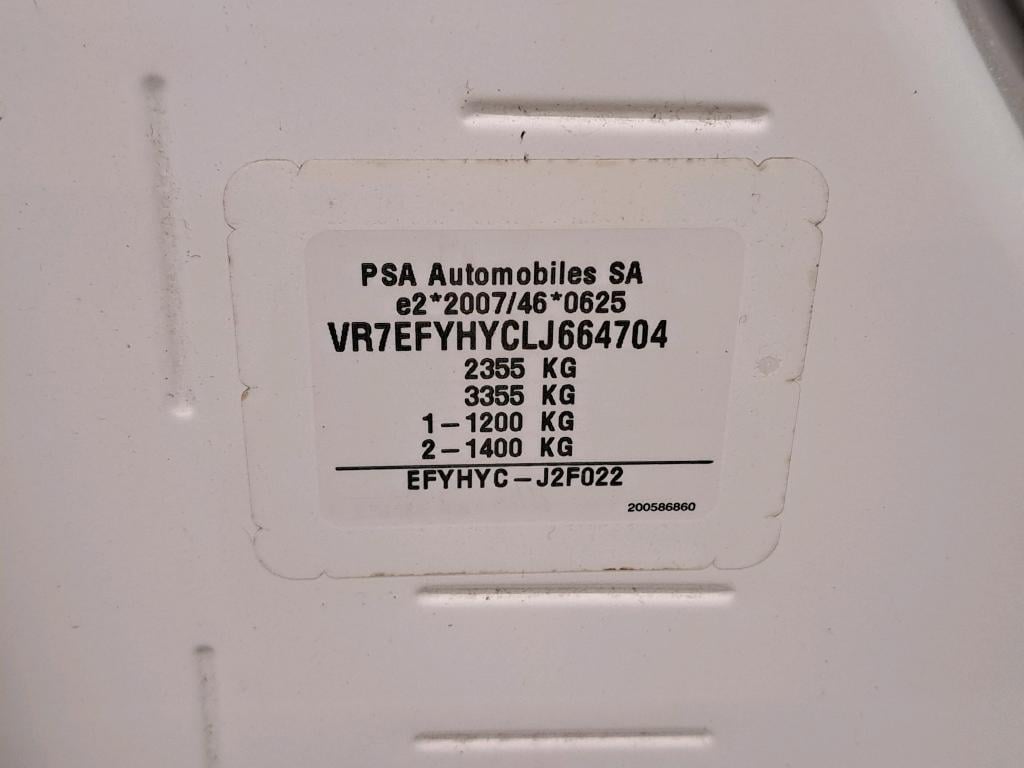 PSA Automobiles SA
e2*2007/46*0625
VR7EFYHYCLJ664704
2355 KG
3355 KG
1-1200 KG
2-1400 KG
EFYHYC-J2F022
200586860